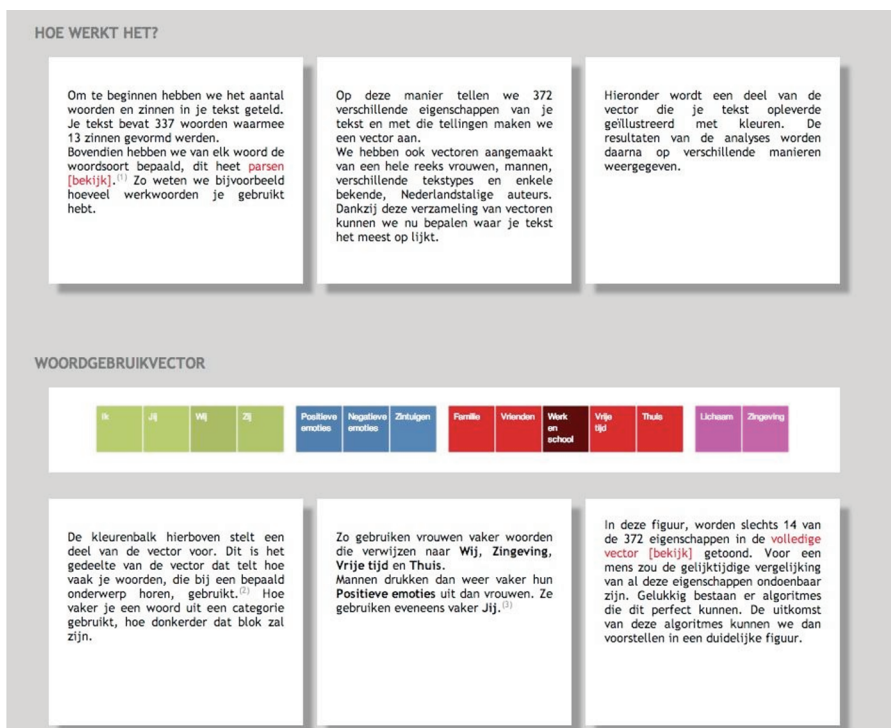 HOE WERKT HET?
Om te beginnen hebben we het aantal
woorden en zinnen in je tekst geteld.
Je tekst bevat 337 woorden waarmee
13 zinnen gevormd werden.
Bovendien hebben we van elk woord de
woordsoort bepaald, dit heet parsen
[bekijk].(1) Zo weten we bijvoorbeeld
hoeveel werkwoorden je gebruikt
hebt.
Op deze manier tellen we 372
verschillende eigenschappen van je
tekst en met die tellingen maken we
een vector aan.
We hebben ook vectoren aangemaakt
van een hele reeks vrouwen, mannen,
verschillende tekstypes en enkele
bekende, Nederlandstalige auteurs.
Dankzij deze verzameling van vectoren
kunnen we nu bepalen waar je tekst
het meest op lijkt.
Hieronder wordt een deel van de
vector die je tekst opleverde
geïllustreerd met kleuren. De
resultaten van de analyses worden
daarna op verschillende manieren
weergegeven.
WOORDGEBRUIKVECTOR
Ik
Jij
Wij
Zij
Positieve
emoties
Negatieve
emoties
Zintuigen
Familie
Vrienden
Werk
en
school
Vrije
tijd
Thuis
Lichaam
Zingeving
De kleurenbalk hierboven stelt een
deel van de vector voor. Dit is het
gedeelte van de vector dat telt hoe
vaak je woorden, die bij een bepaald
onderwerp horen, gebruikt.(2) Hoe
vaker je een woord uit een categorie
gebruikt, hoe donkerder dat blok zal
zijn.
Zo gebruiken vrouwen vaker woorden
die verwijzen naar Wij, Zingeving,
Vrije tijd en Thuis.
Mannen drukken dan weer vaker hun
Positieve emoties uit dan vrouwen. Ze
gebruiken eveneens vaker Jij.(3)
In deze figuur, worden slechts 14 van
de 372 eigenschappen in de volledige
vector [bekijk] getoond. Voor een
mens zou de gelijktijdige vergelijking
van al deze eigenschappen ondoenbaar
zijn. Gelukkig bestaan er algoritmes
die dit perfect kunnen. De uitkomst
van deze algoritmes kunnen we dan
voorstellen in een duidelijke figuur.